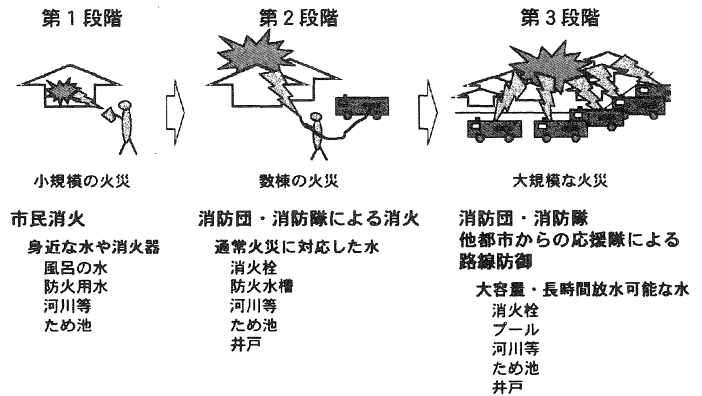 第1段階
小規模の火災
市民消火
身近な水や消火器
風呂の水
防火用水
河川等
ため池
第2段階
数棟の火災
消防団・消防隊による消火
通常火災に対応した水
消火栓
防火水槽
河川等
ため池
井戸
第3段階
大規模な火災
消防団・消防隊
他都市からの応援隊による
路線防御
大容量・長時間放水可能な水
消火栓
プール
河川等
ため池
井戸